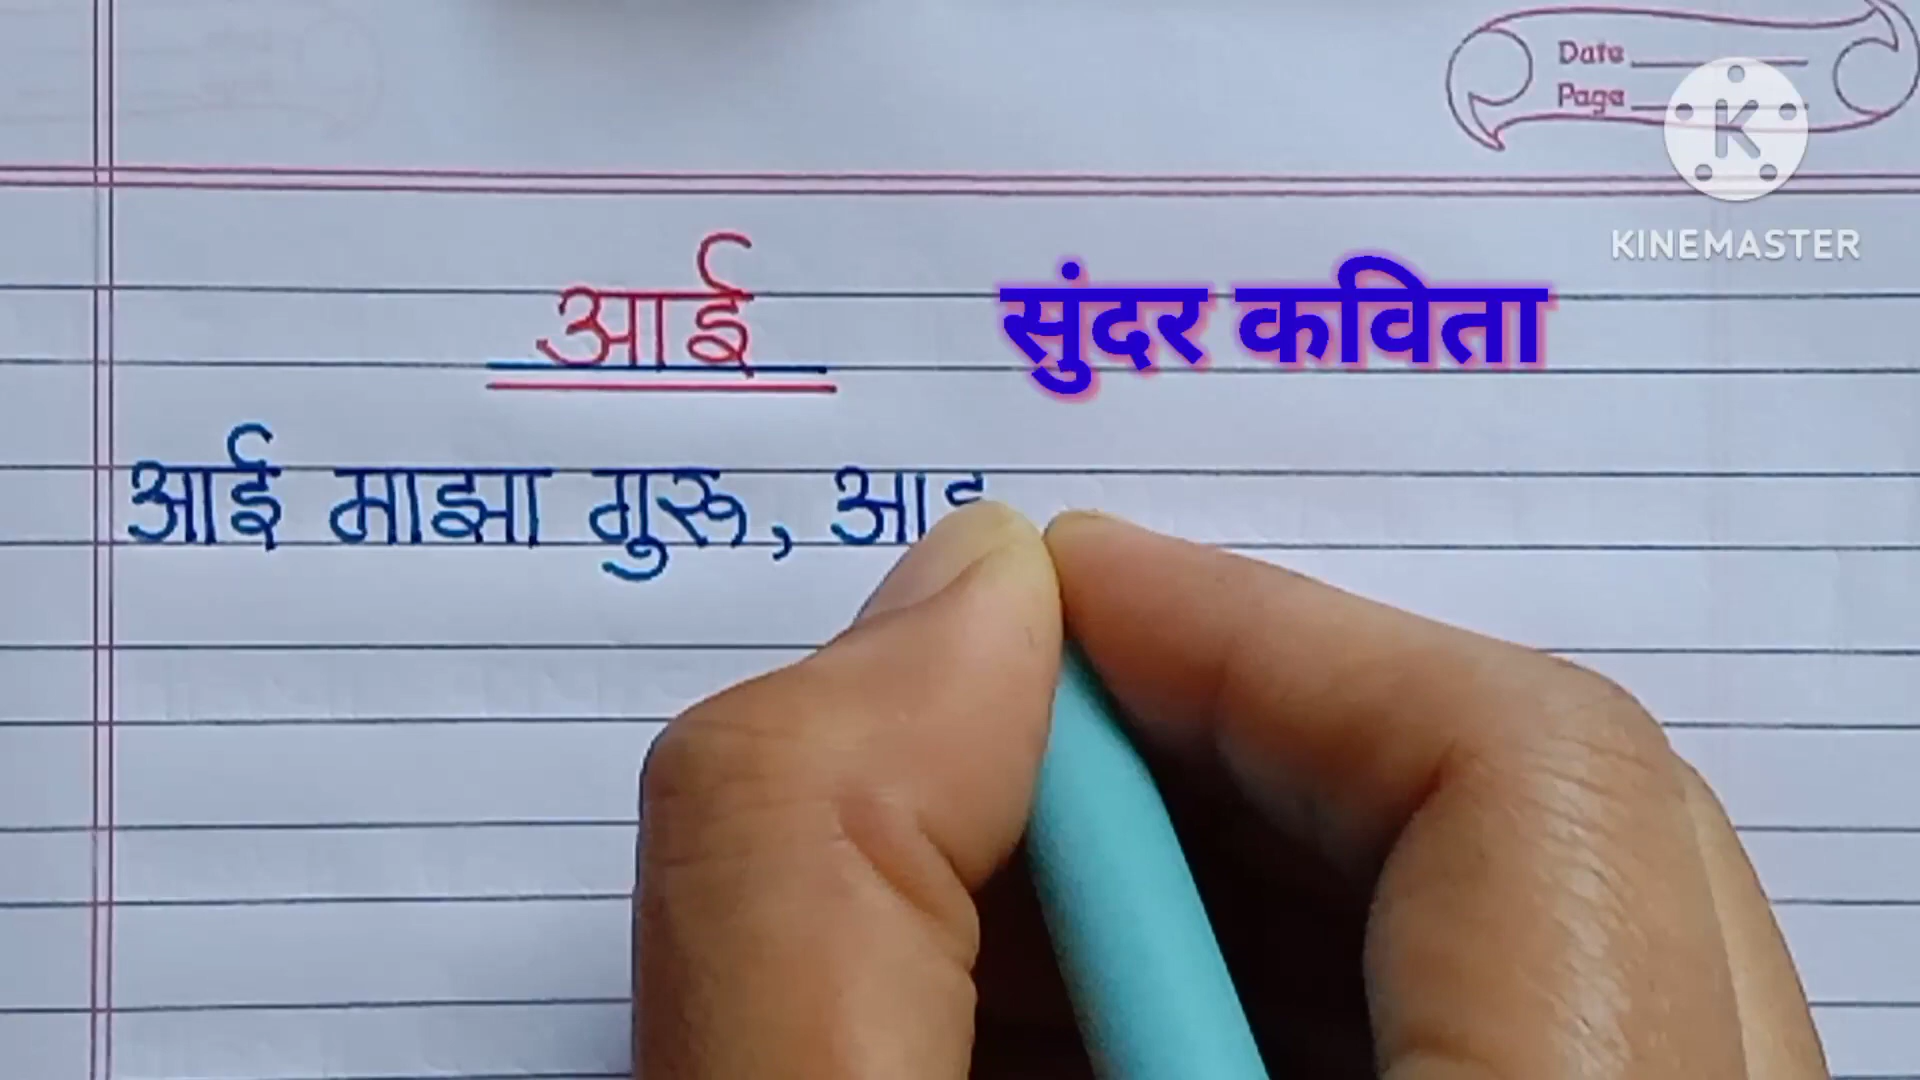 Date
Page
KINEMASTER
आई
सुंदर कविता
आई माझा गुरू,